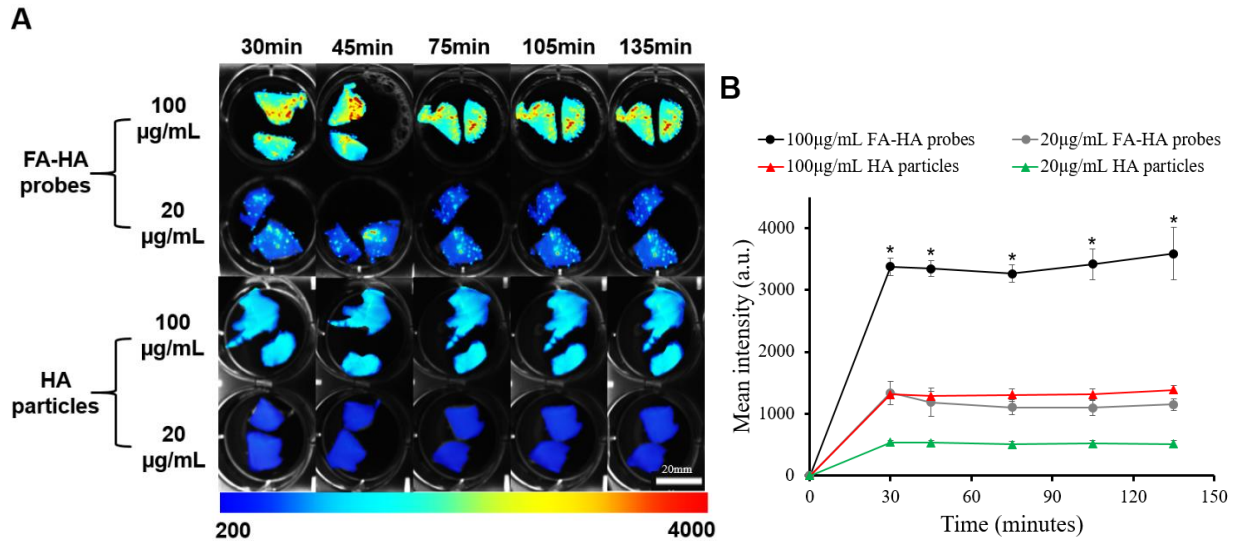 A
30min 45min 75min 105min 135min
100
µg/mL
FA-HA
probes
20
µg/mL
100
µg/mL
HA
particles
20
µg/mL
20mm
200 4000
B
100µg/mL FA-HA probes 20µg/mL FA-HA probes
100µg/mL HA particles 20µg/mL HA particles
Mean intensity (a.u.)
4000
3000
2000
1000
0
* * * * *
0 30 60 90 120 150
Time (minutes)